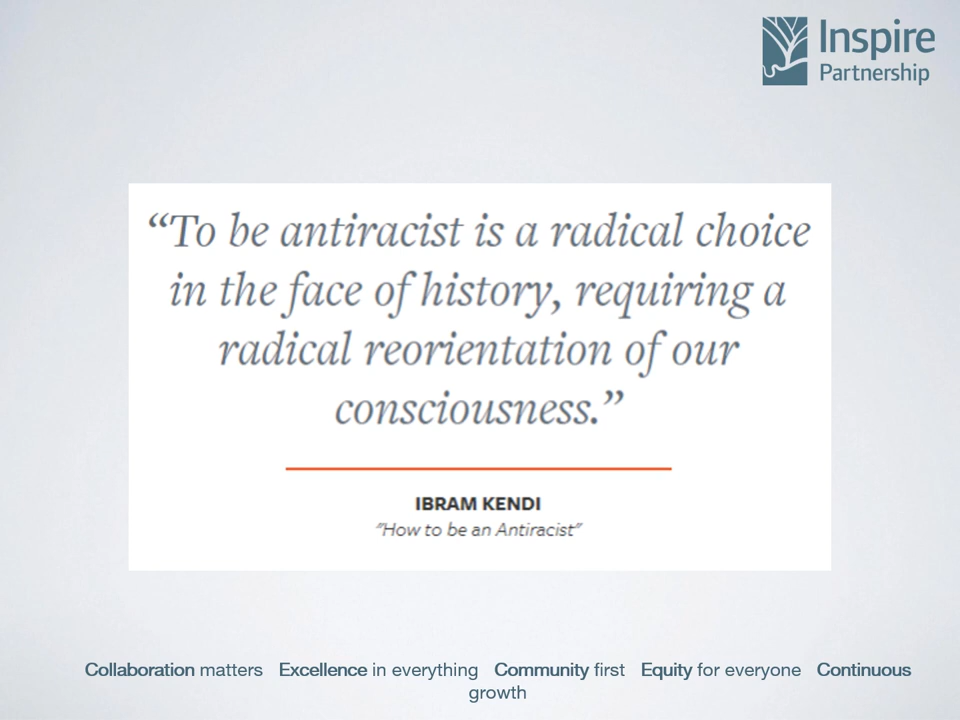 Inspire
Partnership
“To be antiracist is a radical choice
in the face of history, requiring a
radical reorientation of our
consciousness.”
IBRAM KENDI
"How to be an Antiracist"
Collaboration matters Excellence in everything Community first Equity for everyone Continuous
growth